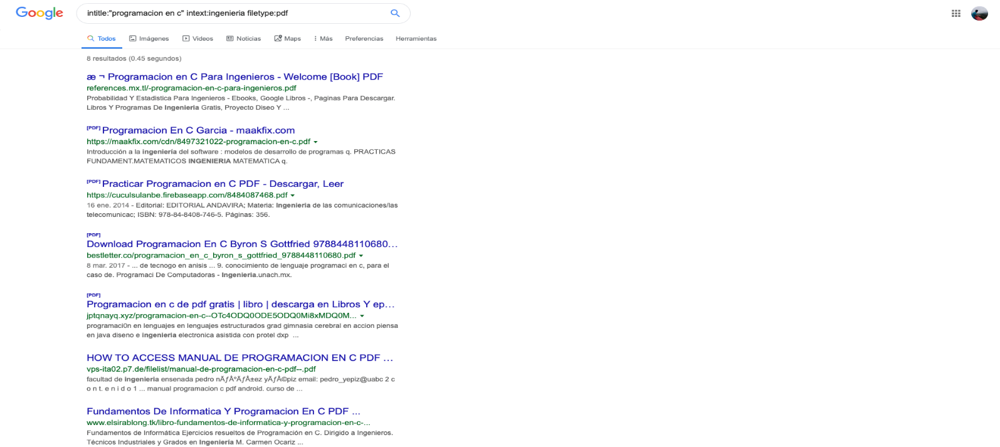 Google
intitle:"programacion en c" intext:ingenieria filetype:pdf
Todos Imágenes Videos Noticias Maps Más Preferencias Herramientas
8 resultados (0.45 segundos)
æ ¬ Programacion en C Para Ingenieros - Welcome [Book] PDF
references.mx.tl/-programacion-en-c-para-ingenieros.pdf
Probabilidad Y Estadistica Para Ingenieros - Ebooks, Google Libros -, Paginas Para Descargar.
Libros Y Programas De Ingenieria Gratis, Proyecto Diseo Y ...
[PDF] Programacion En C Garcia - maakfix.com
https://maakfix.com/cdn/8497321022-programacion-en-c.pdf
Introducción a la ingeniería del software : modelos de desarrollo de programas q. PRACTICAS
FUNDAMENT.MATEMATICOS INGENIERIA MATEMATICA q.
[PDF] Practicar Programacion en C PDF - Descargar, Leer
https://cuculsulanbe.firebaseapp.com/8484087468.pdf
16 ene. 2014 - Editorial: EDITORIAL ANDAVIRA; Materia: Ingenieria de las comunicaciones/las
telecomunicac; ISBN: 978-84-8408-746-5. Páginas: 356.
[PDF]
Download Programacion En C Byron S Gottfried 9788448110680...
bestletter.co/programacion_en_c_byron_s_gottfried_9788448110680.pdf
8 mar. 2017 - ... de tecnogo en anisis ... 9. conocimiento de lenguaje programaci en c, para el
caso de. Programaci De Computadoras - Ingenieria.unach.mx.
[PDF]
Programacion en c de pdf gratis | libro | descarga en Libros Y ep...
jptqnayq.xyz/programacion-en-c--OTc4ODQ0ODE5ODQ0Mi8xMDQ0M...
programaci0n en lenguajes en lenguajes estructurados grad gimnasia cerebral en accion piensa
en java diseno e ingenieria electronica asistida con protel dxp ...
HOW TO ACCESS MANUAL DE PROGRAMACION EN C PDF ...
vps-ita02.p7.de/filelist/manual-de-programacion-en-c-pdf--.pdf
facultad de ingenieria ensenada pedro nÃƒÂºÃƒÂ±ez yÃƒÂ©piz email: pedro_yepiz@uabc 2 c
o n t. e n i d o 1 ... manual programacion c pdf android. curso de ...
Fundamentos De Informatica Y Programacion En C PDF ...
www.elsirablong.tk/libro-fundamentos-de-informatica-y-programacion-en-c-...
Fundamentos de Informática Ejercicios resueltos de Programación en C. Dirigido a Ingenieros.
Técnicos Industriales y Grados en Ingeniería M. Carmen Ocariz ...